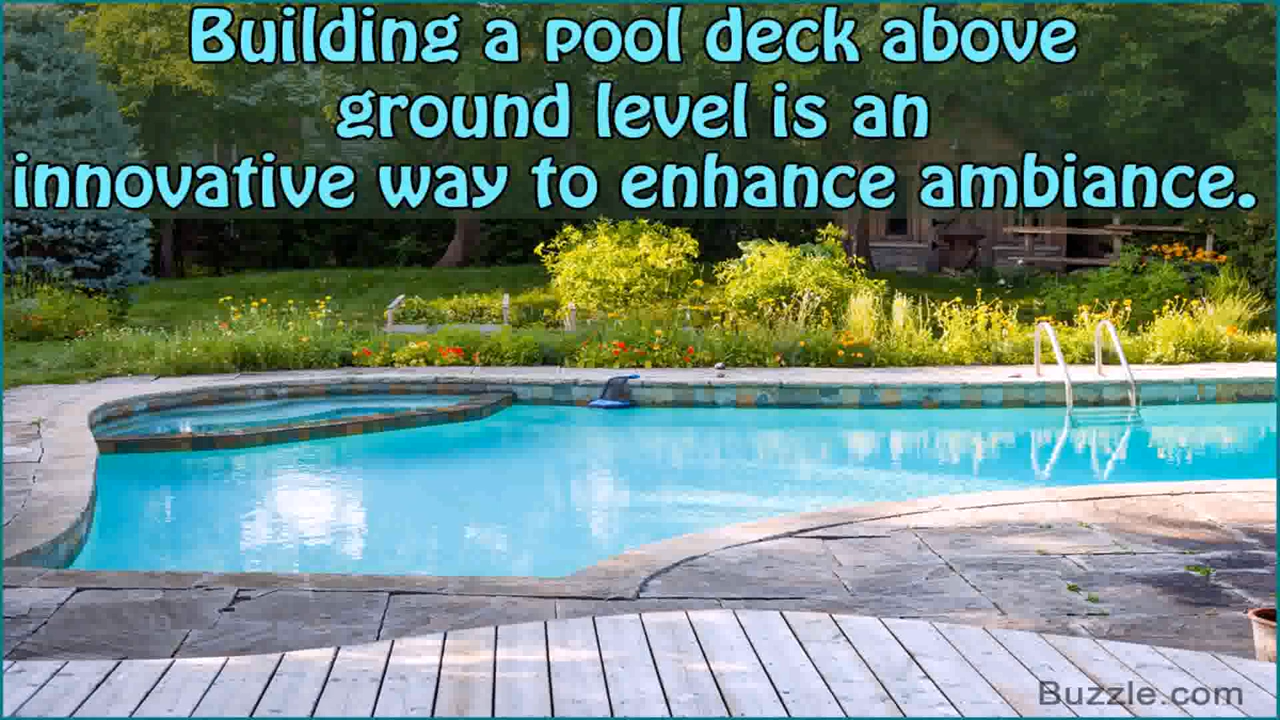 Building a pool deck above
ground level is an
innovative way to enhance ambiance.
Buzzle.com